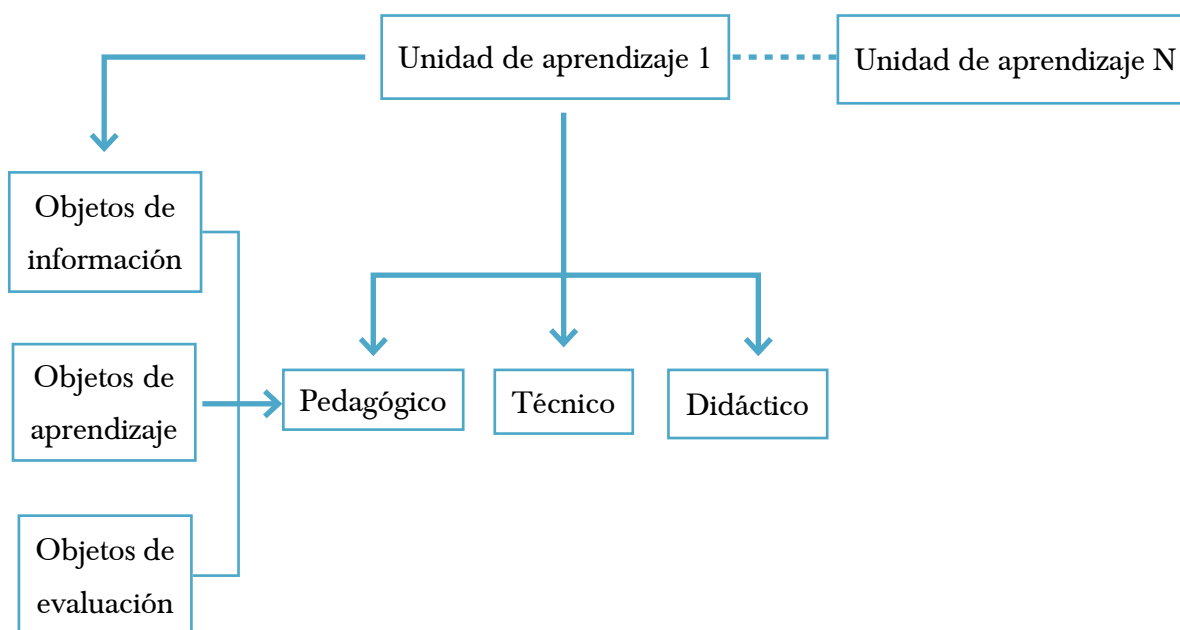 Unidad de aprendizaje 1
Unidad de aprendizaje N
Objetos de
información
Objetos de
aprendizaje
Pedagógico
Técnico
Didáctico
Objetos de
evaluación